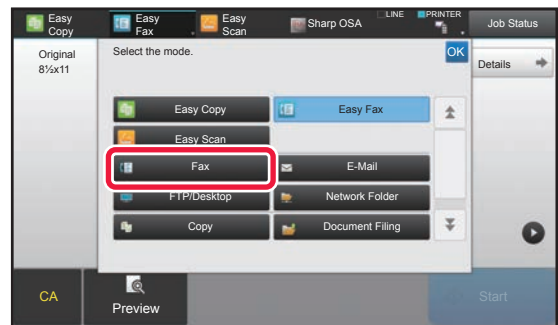 Easy Copy
Easy Fax
Easy Scan
Sharp OSA
LINE
PRINTER
Job Status
Original
8½x11
Select the mode.
OK
Details
Easy Copy
Easy Fax
Easy Scan
Fax
E-Mail
FTP/Desktop
Network Folder
Copy
Document Filing
CA
Preview
Start